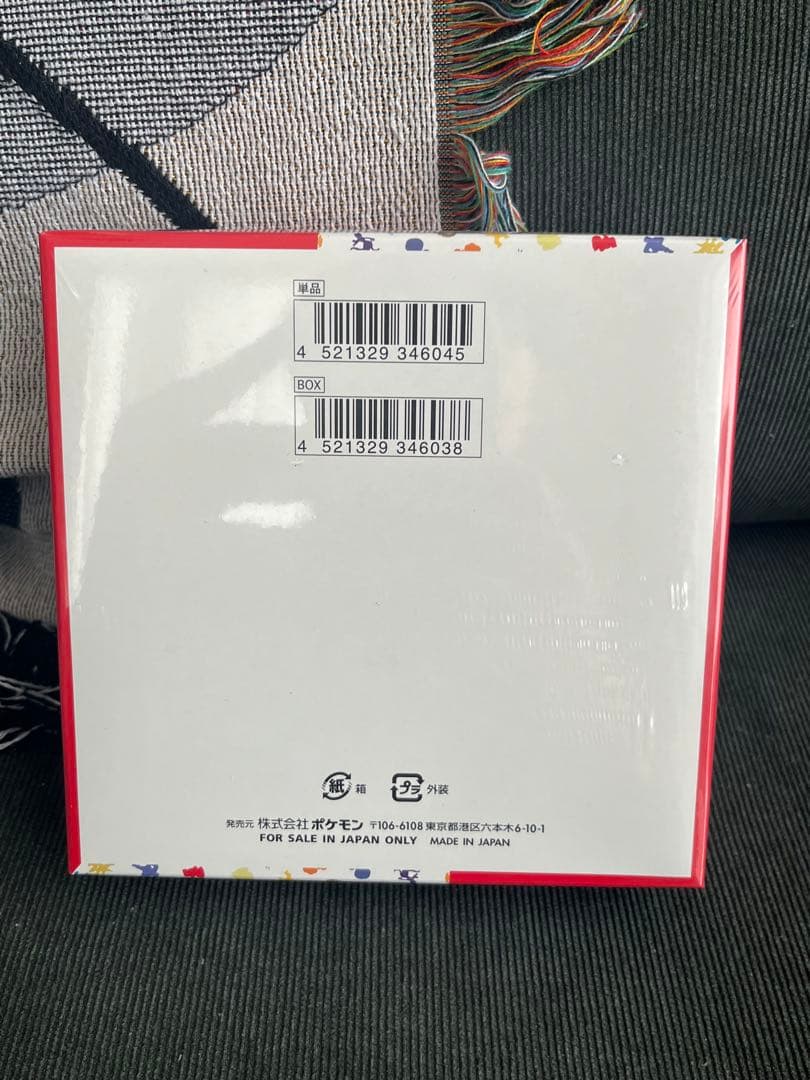 単品
4 521329 346045
BOX
4 521329 346038
紙 箱 プラ 外装
発売元 株式会社ポケモン 〒106-6108 東京都港区六本木6-10-1
FOR SALE IN JAPAN ONLY MADE IN JAPAN